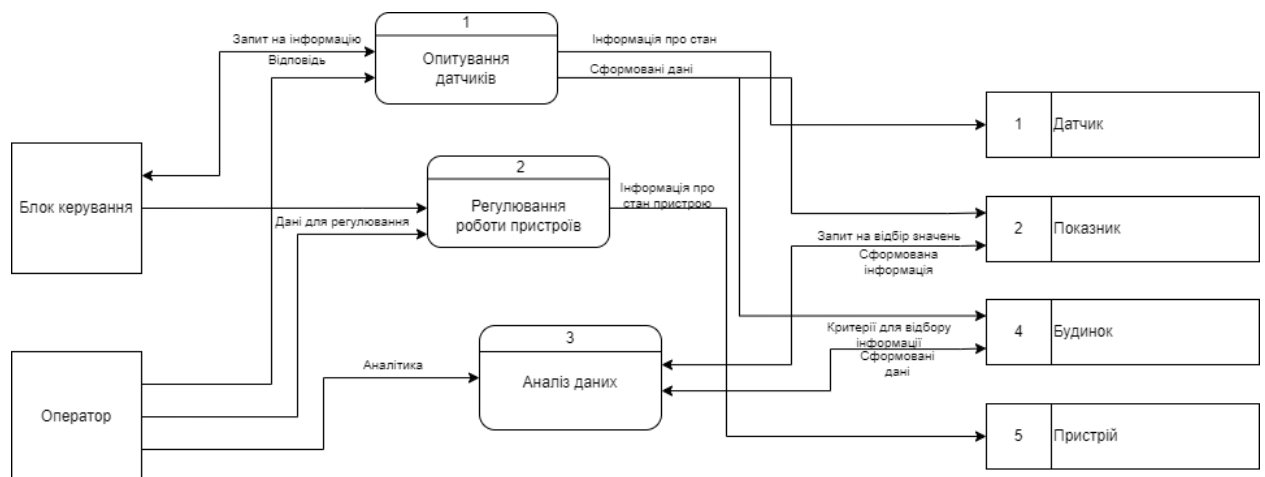 1
Опитування
датчиків
Запит на інформацію
Відповідь
Інформація про стан
Сформовані дані
1
Датчик
Блок керування
2
Регулювання
роботи пристроїв
Дані для регулювання
Інформація про
стан пристрою
2
Показник
Запит на відбір значень
Сформована
інформація
4
Будинок
Критерії для відбору
інформації
Сформовані
дані
3
Аналіз даних
Аналітика
Оператор
5
Пристрій